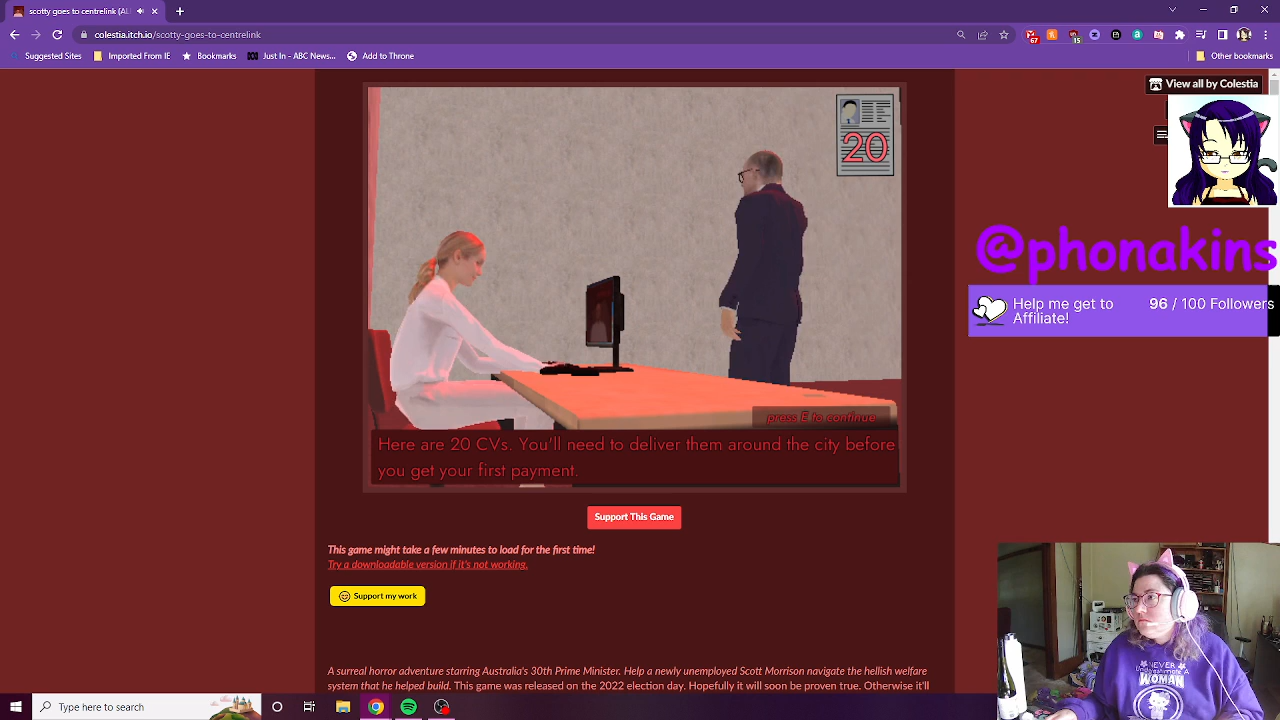 scotty goes to centrelink (AL
colestia.itch.io/scotty-goes-to-centrelink
67
15
Suggested Sites
Imported From IE
Bookmarks
Just In - ABC News...
Add to Throne
Other bookmarks
View all by Colestia
20
@phonakins
Help me get to 96 / 100 Followers
Affiliate!
press E to continue
Here are 20 CVs. You'll need to deliver them around the city before
you get your first payment.
Support This Game
This game might take a few minutes to load for the first time!
Try a downloadable version if it's not working.
Support my work
A surreal horror adventure starring Australia's 30th Prime Minister. Help a newly unemployed Scott Morrison navigate the hellish welfare
system that he helped build. This game was released on the 2022 election day. Hopefully it will soon be proven true. Otherwise it'll
NEVER
WOMAN
Type here to search